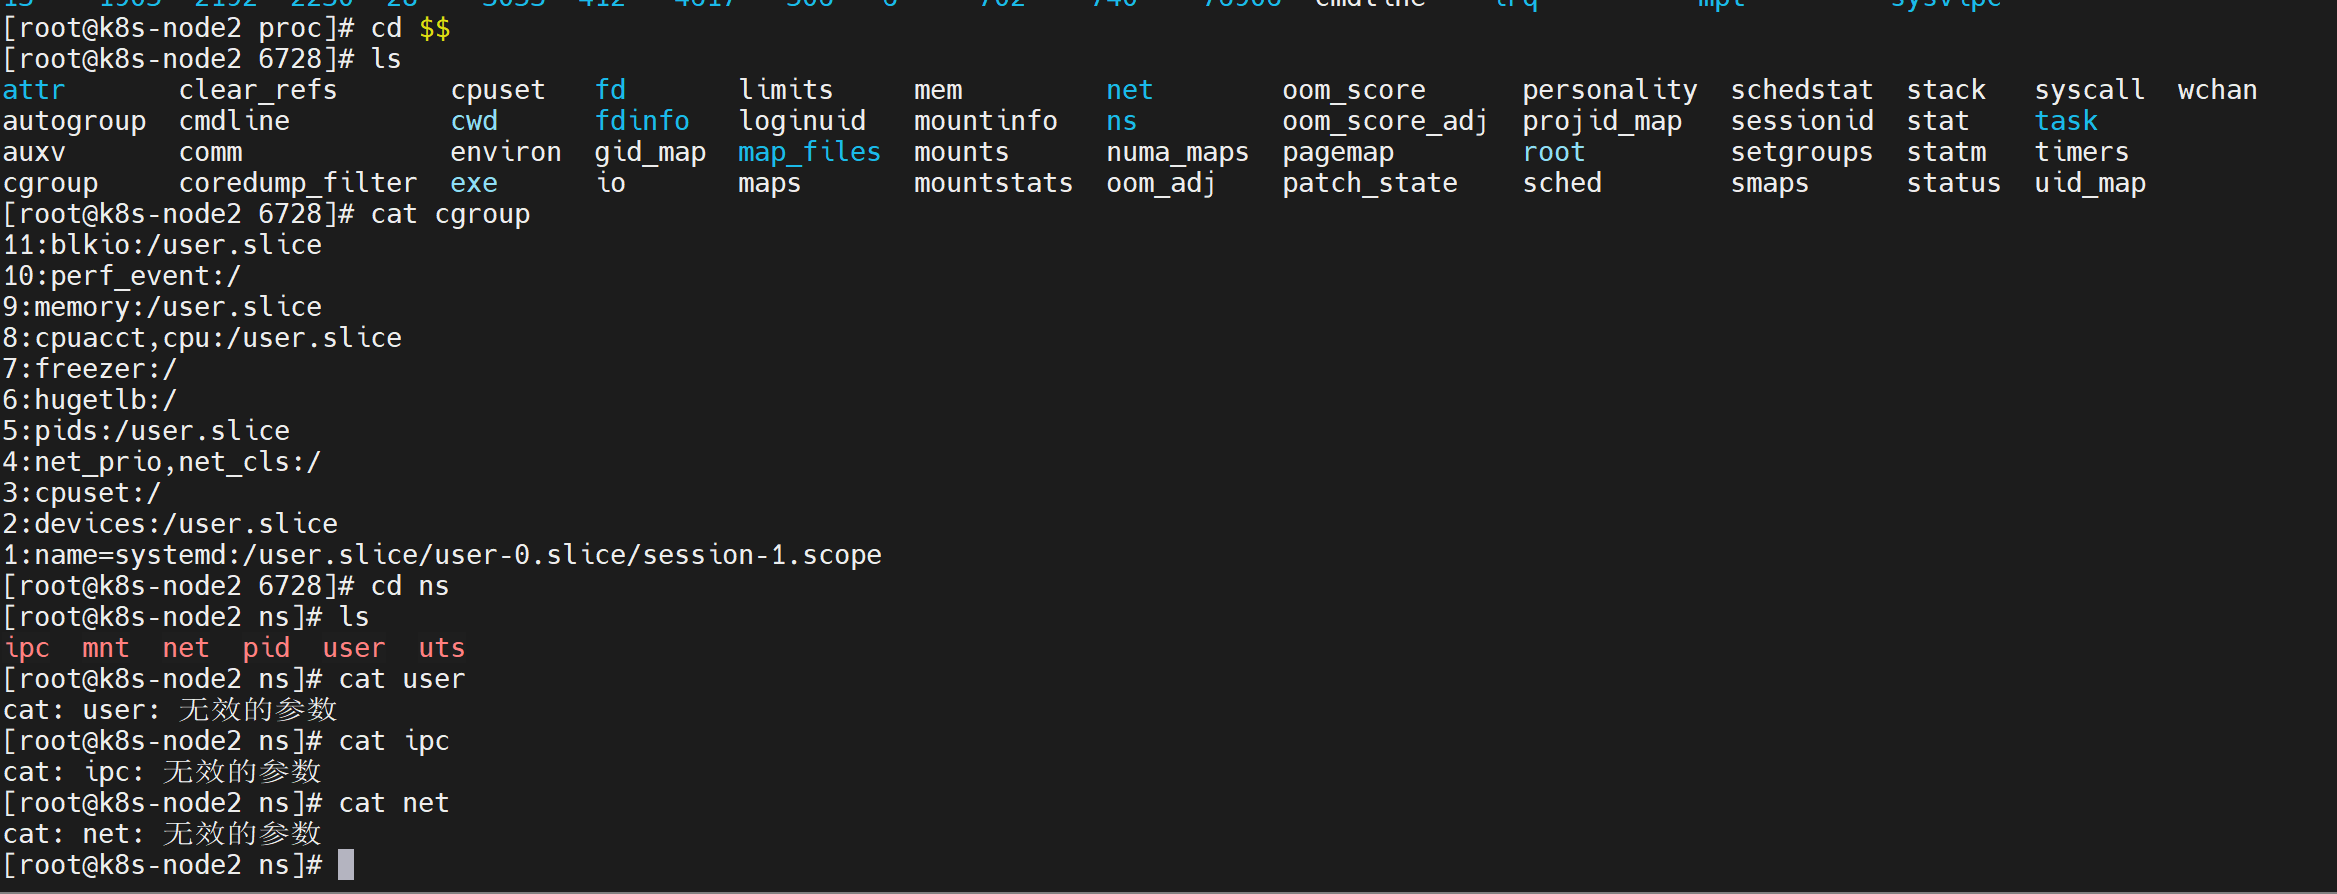 [root@k8s-node2 proc]# cd $$
[root@k8s-node2 6728]# ls
attr clear_refs cpuset fd limits mem net oom_score personality schedstat stack syscall wchan
autogroup cmdline cwd fdinfo loginuid mountinfo ns oom_score_adj projid_map sessionid stat task
auxv comm environ gid_map map_files mounts numa_maps pagemap root setgroups statm timers
cgroup coredump_filter exe io maps mountstats oom_adj patch_state sched smaps status uid_map
[root@k8s-node2 6728]# cat cgroup
11:blkio:/user.slice
10:perf_event:/
9:memory:/user.slice
8:cpuacct,cpu:/user.slice
7:freezer:/
6:hugetlb:/
5:pids:/user.slice
4:net_prio,net_cls:/
3:cpuset:/
2:devices:/user.slice
1:name=systemd:/user.slice/user-0.slice/session-1.scope
[root@k8s-node2 6728]# cd ns
[root@k8s-node2 ns]# ls
ipc mnt net pid user uts
[root@k8s-node2 ns]# cat user
cat: user: 无效的参数
[root@k8s-node2 ns]# cat ipc
cat: ipc: 无效的参数
[root@k8s-node2 ns]# cat net
cat: net: 无效的参数
[root@k8s-node2 ns]#